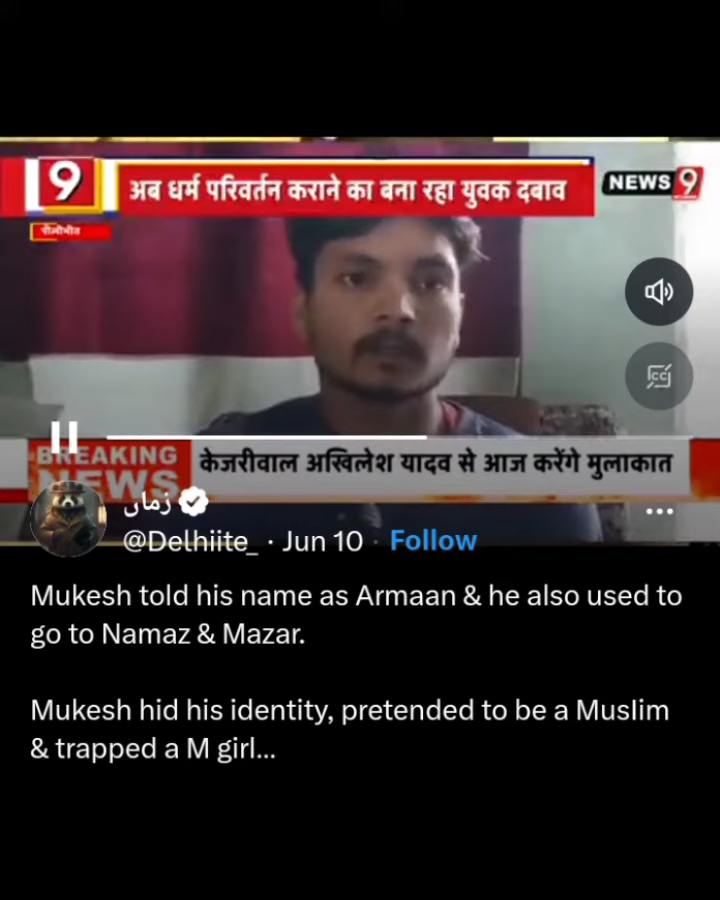 9
अब धर्म परिवर्तन कराने का बना रहा युवक दबाव
NEWS 9
पीलीभीत
CC
BREAKING
NEWS
केजरीवाल अखिलेश यादव से आज करेंगे मुलाकात
زماں
@Delhiite_ · Jun 10 · Follow
Mukesh told his name as Armaan & he also used to
go to Namaz & Mazar.
Mukesh hid his identity, pretended to be a Muslim
& trapped a M girl...